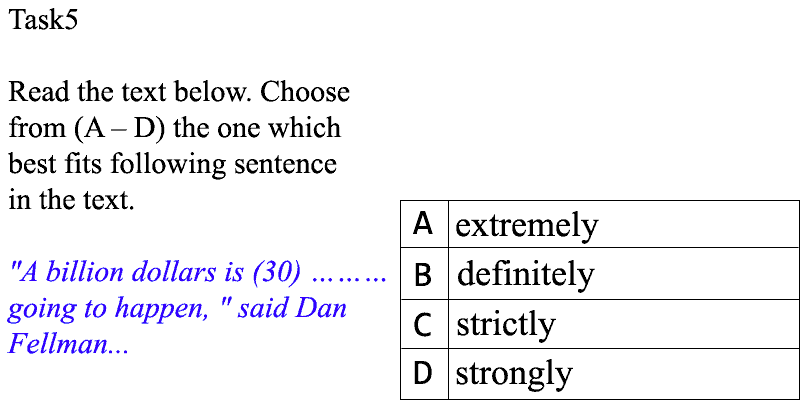 Task5
Read the text below. Choose
from (A – D) the one which
best fits following sentence
in the text.
"A billion dollars is (30) ………
going to happen, " said Dan
Fellman...
A extremely
B definitely
C strictly
D strongly